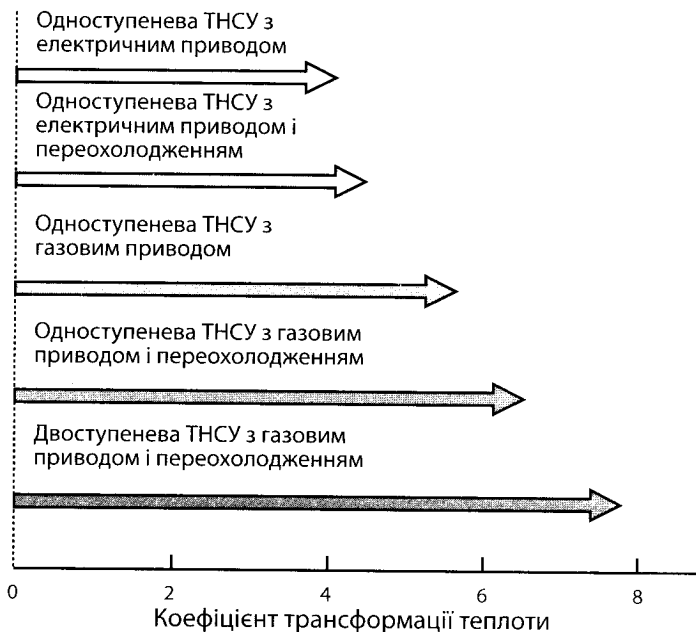 Одноступенева ТНСУ з
електричним приводом
Одноступенева ТНСУ з
електричним приводом і
переохолодженням
Одноступенева ТНСУ з
газовим приводом
Одноступенева ТНСУ з газовим
приводом і переохолодженням
Двоступенева ТНСУ з газовим
приводом і переохолодженням
0 2 4 6 8
Коефіцієнт трансформації теплоти